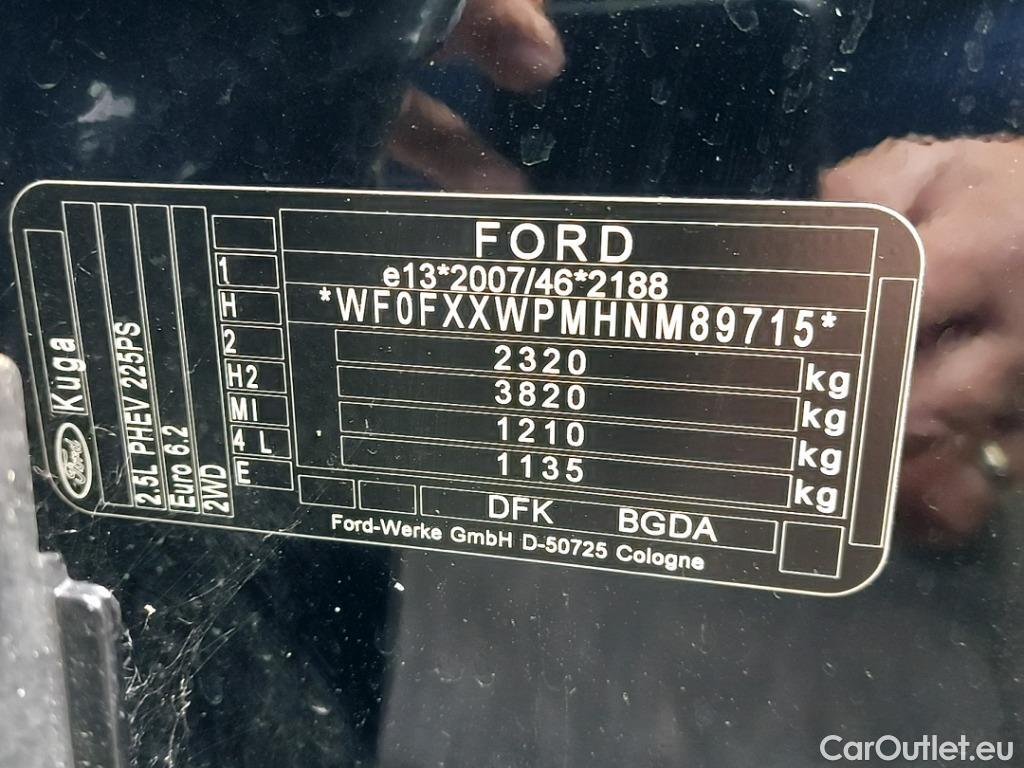 FORD
e13*2007/46*2188
*WF0FXXWPMHNM89715*
2320 kg
3820 kg
1210 kg
1135 kg
DFK BGDA
Ford-Werke GmbH D-50725 Cologne
1
H
2
H2
MI
4 L
E
Ford Kuga
2.5L PHEV 225PS
Euro 6.2
2WD
CarOutlet.eu